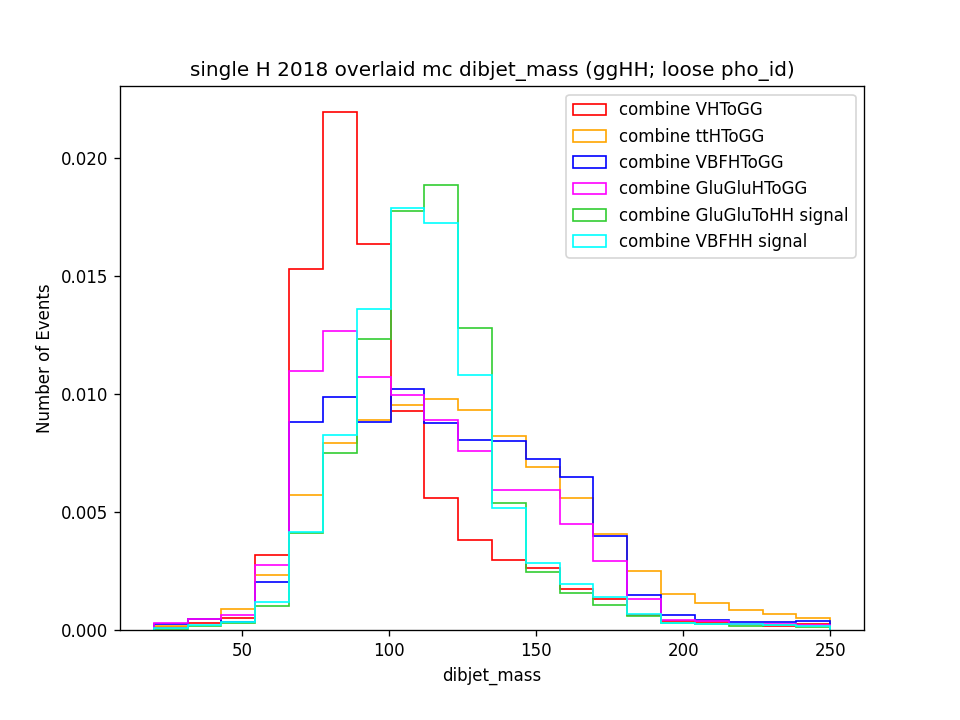 single H 2018 overlaid mc dibjet_mass (ggHH; loose pho_id)
combine VHToGG
combine ttHToGG
combine VBFHToGG
combine GluGluHToGG
combine GluGluToHH signal
combine VBFHH signal
Number of Events
0.020
0.015
0.010
0.005
0.000
50 100 150 200 250
dibjet_mass